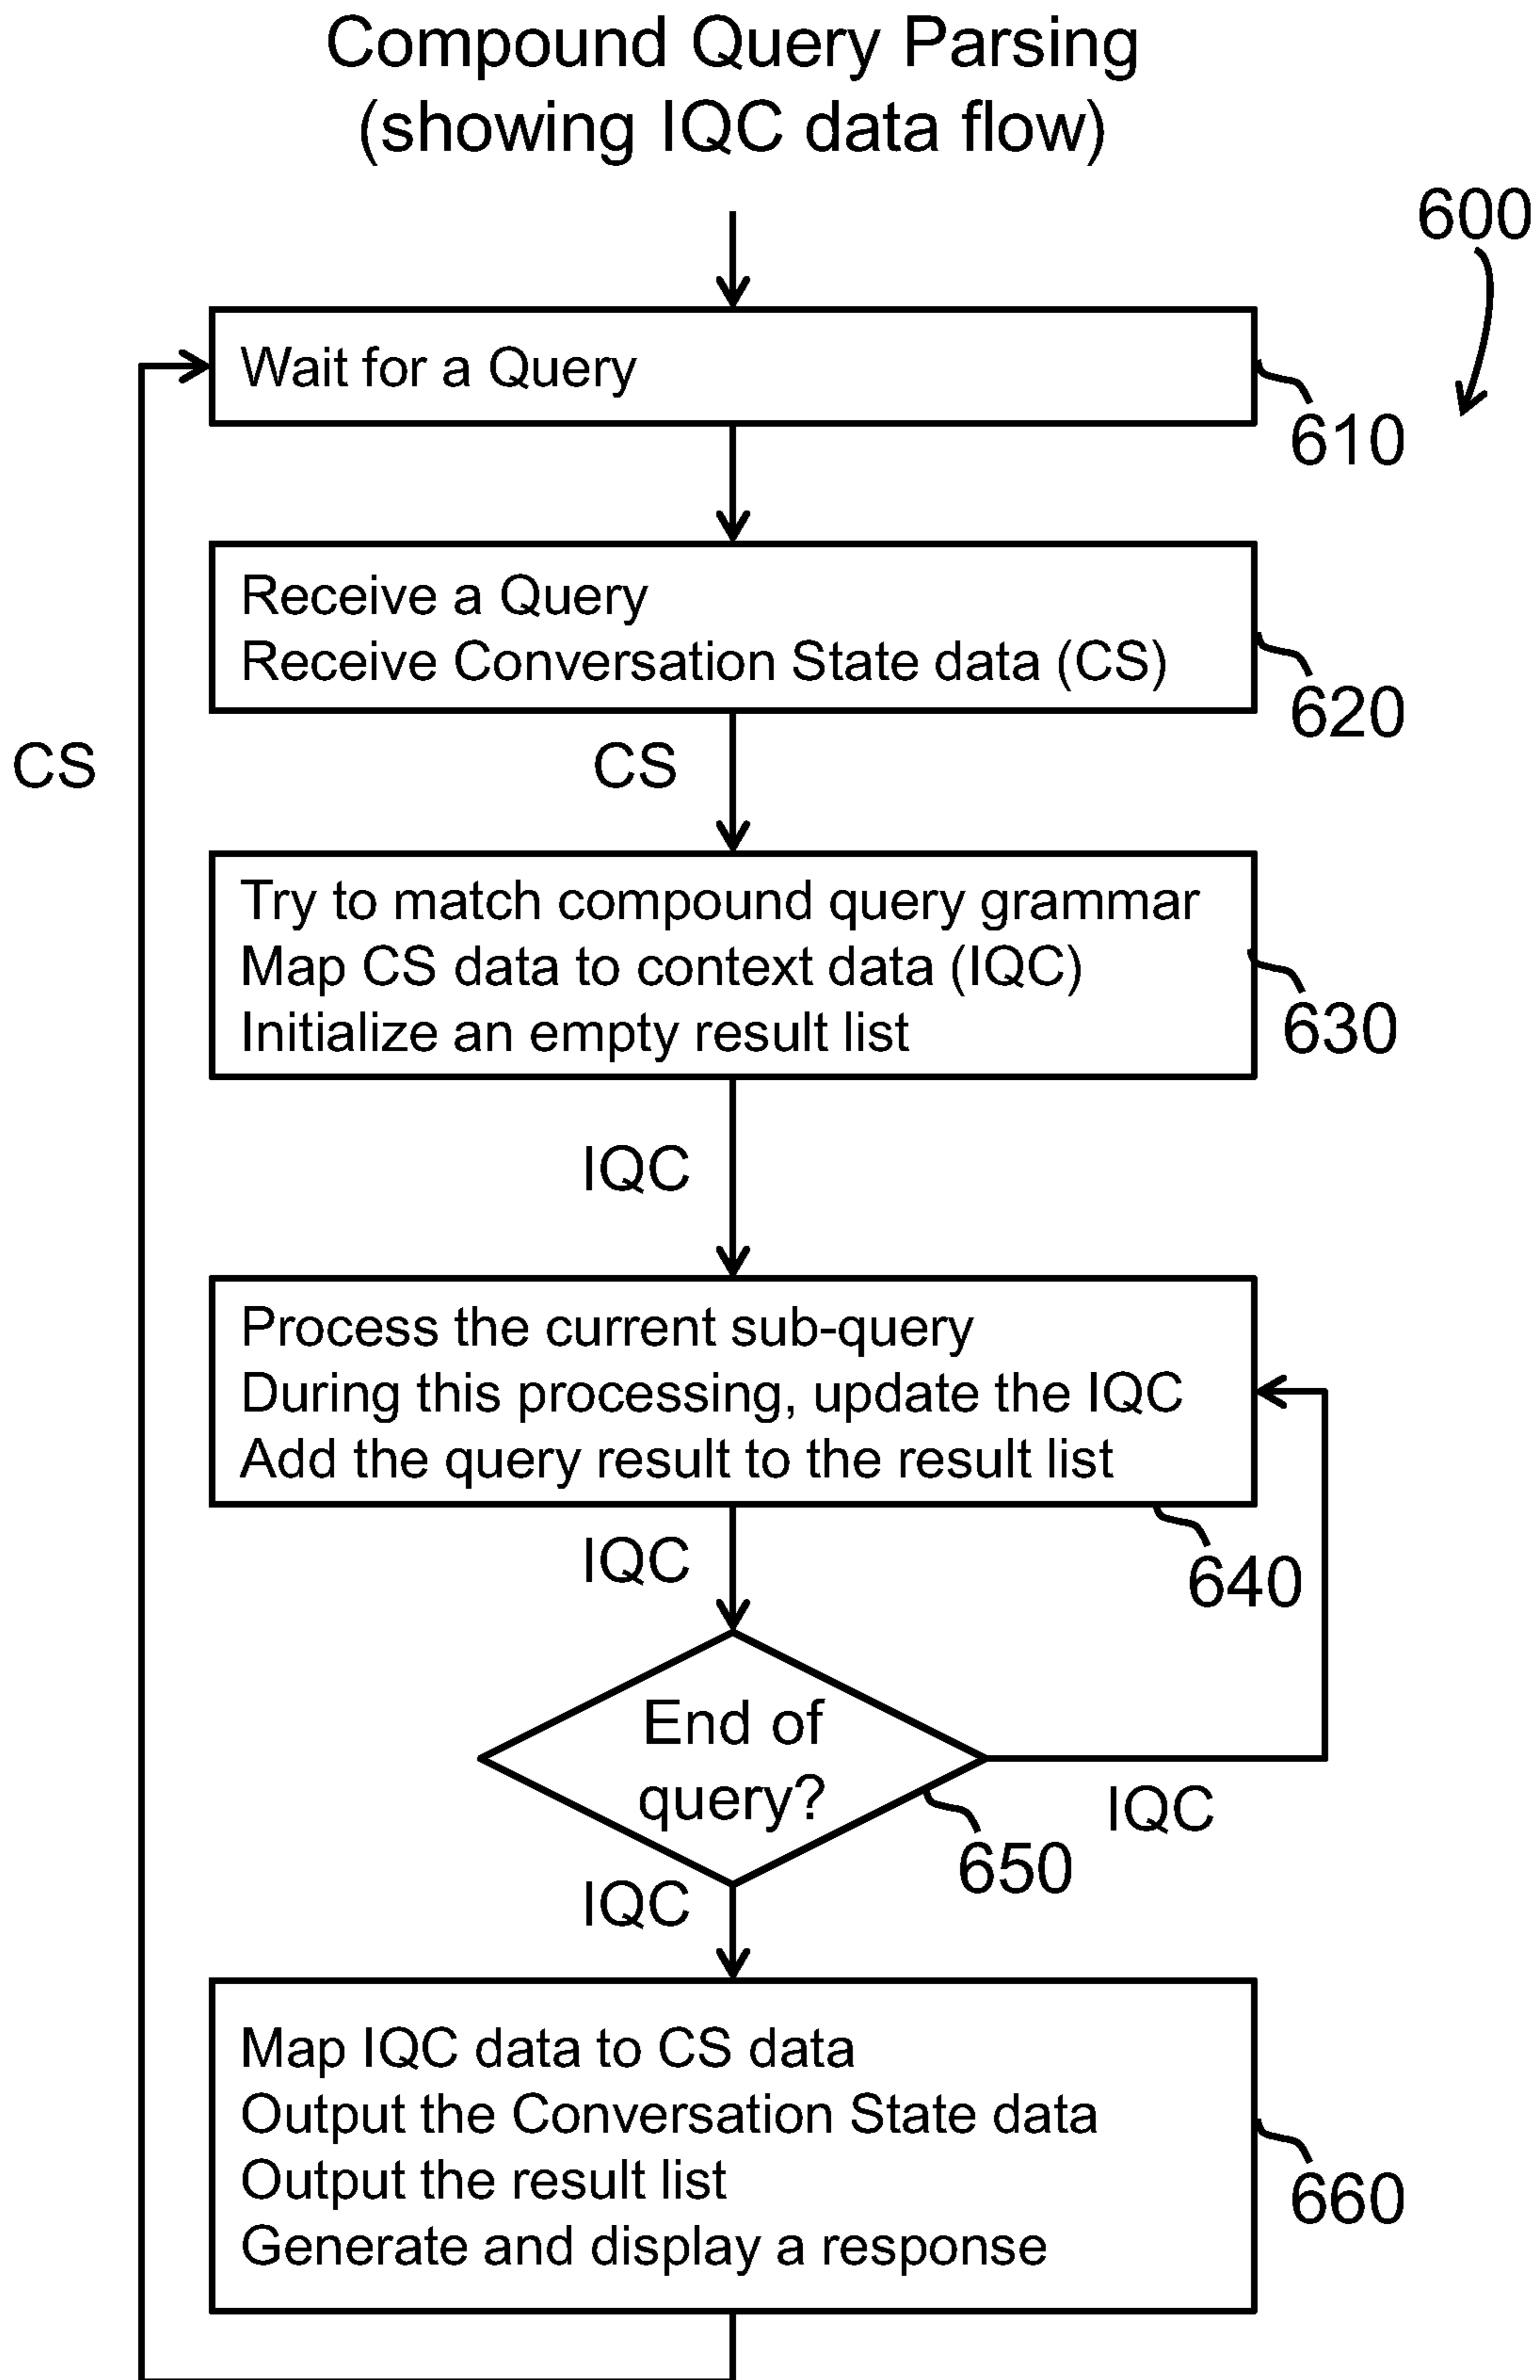 Compound Query Parsing
(showing IQC data flow)
600
Wait for a Query
610
Receive a Query
Receive Conversation State data (CS)
620
CS
CS
Try to match compound query grammar
Map CS data to context data (IQC)
Initialize an empty result list
630
IQC
Process the current sub-query
During this processing, update the IQC
Add the query result to the result list
640
IQC
End of
query?
650
IQC
IQC
Map IQC data to CS data
Output the Conversation State data
Output the result list
Generate and display a response
660